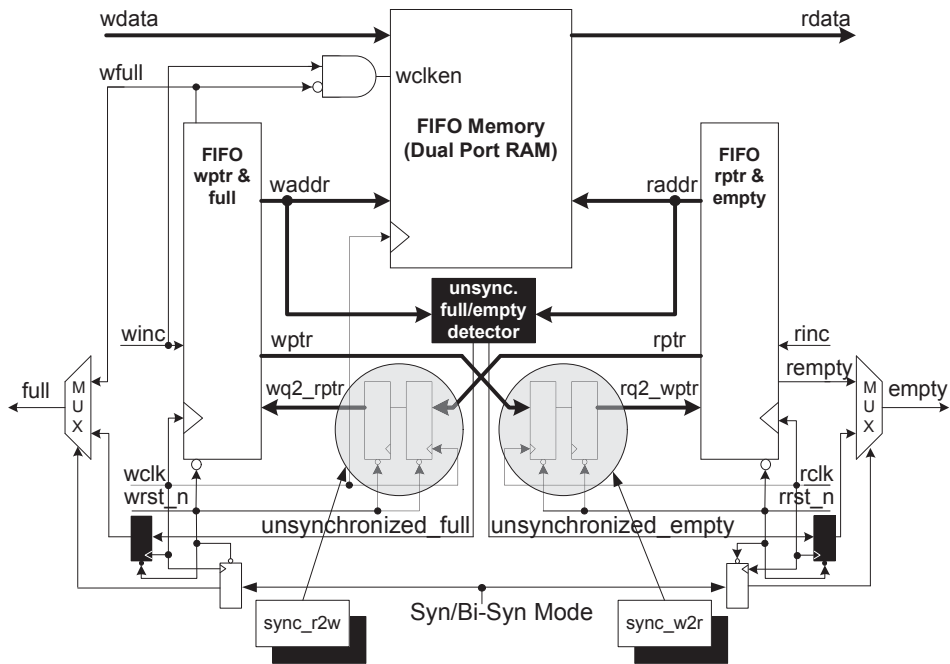 wdata
rdata
wfull
wclken
FIFO Memory
(Dual Port RAM)
FIFO
wptr &
full
FIFO
rptr &
empty
waddr
raddr
unsync.
full/empty
detector
winc
rinc
wptr
rptr
rempty
full
MUX
wq2_rptr
rq2_wptr
MUX
empty
wclk
rclk
wrst_n
rrst_n
unsynchronized_full
unsynchronized_empty
Syn/Bi-Syn Mode
sync_r2w
sync_w2r